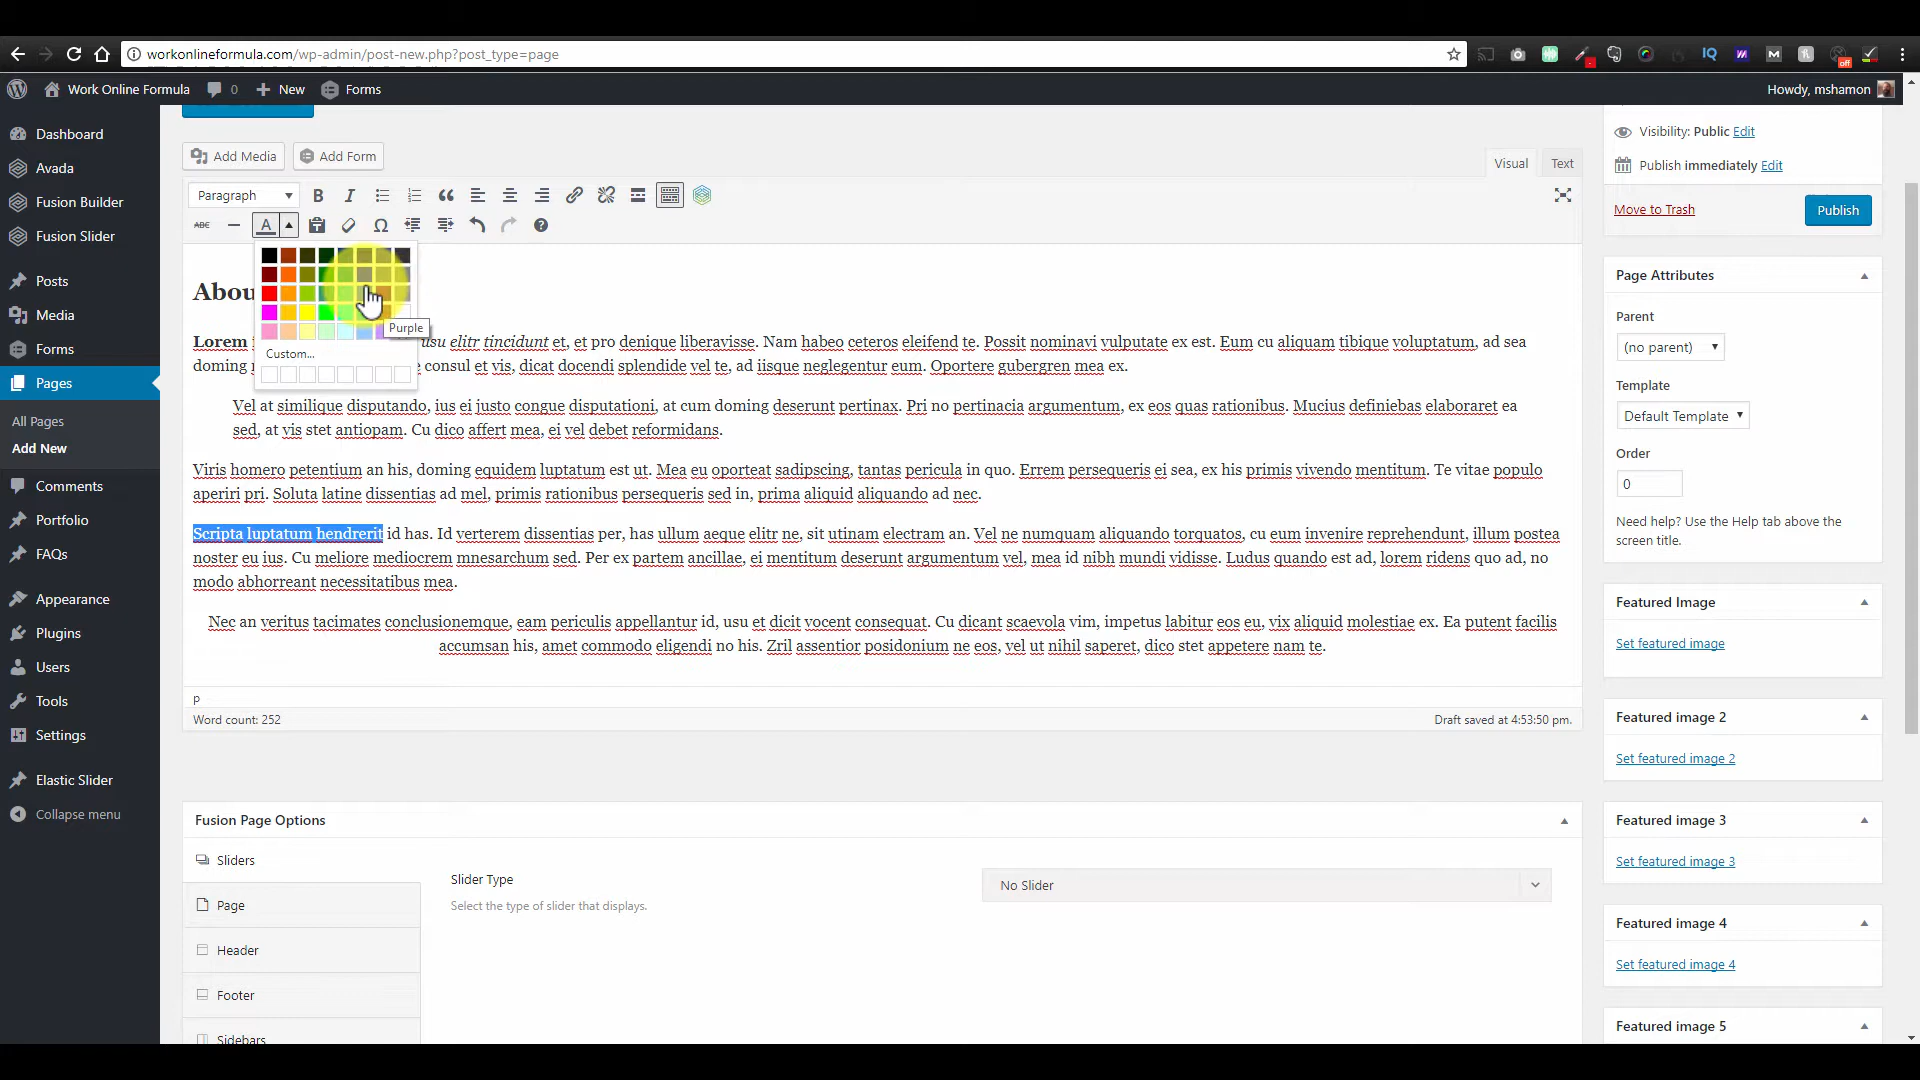 workonlineformula.com/wp-admin/post-new.php?post_type=page
off
Work Online Formula
0
New
Forms
Howdy, mshamon
Dashboard
Avada
Fusion Builder
Fusion Slider
Posts
Media
Forms
Pages
All Pages
Add New
Comments
Portfolio
FAQs
Appearance
Plugins
Users
Tools
Settings
Elastic Slider
Collapse menu
Add Media
Add Form
Visual
Text
Paragraph
B
I
ABC
A
Custom...
Purple
Abou
Lorem
usu elitr tincidunt et, et pro denique liberavisse. Nam habeo ceteros eleifend te. Possit nominavi vulputate ex est. Eum cu aliquam tibique voluptatum, ad sea
doming
consul et vis, dicat docendi splendide vel te, ad iisque neglegentur eum. Oportere gubergren mea ex.
Vel at similique disputando, ius ei justo congue disputationi, at cum doming deserunt pertinax. Pri no pertinacia argumentum, ex eos quas rationibus. Mucius definiebas elaboraret ea
sed, at vis stet antiopam. Cu dico affert mea, ei vel debet reformidans.
Viris homero petentium an his, doming equidem luptatum est ut. Mea eu oporteat sadipscing, tantas pericula in quo. Errem persequeris ei sea, ex his primis vivendo mentitum. Te vitae populo
aperiri pri. Soluta latine dissentias ad mel, primis rationibus persequeris sed in, prima aliquid aliquando ad nec.
Scripta luptatum hendrerit id has. Id verterem dissentias per, has ullum aeque elitr ne, sit utinam electram an. Vel ne numquam aliquando torquatos, cu eum invenire reprehendunt, illum postea
noster eu ius. Cu meliore mediocrem mnesarchum sed. Per ex partem ancillae, ei mentitum deserunt argumentum vel, mea id nibh mundi vidisse. Ludus quando est ad, lorem ridens quo ad, no
modo abhorreant necessitatibus mea.
Nec an veritus tacimates conclusionemque, eam periculis appellantur id, usu et dicit vocent consequat. Cu dicant scaevola vim, impetus labitur eos eu, vix aliquid molestiae ex. Ea putent facilis
accumsan his, amet commodo eligendi no his. Zril assentior posidonium ne eos, vel ut nihil saperet, dico stet appetere nam te.
p
Word count: 252
Draft saved at 4:53:50 pm.
Fusion Page Options
Sliders
Page
Header
Footer
Sidebars
Slider Type
Select the type of slider that displays.
No Slider
Visibility: Public Edit
Publish immediately Edit
Move to Trash
Publish
Page Attributes
Parent
(no parent)
Template
Default Template
Order
0
Need help? Use the Help tab above the
screen title.
Featured Image
Set featured image
Featured image 2
Set featured image 2
Featured image 3
Set featured image 3
Featured image 4
Set featured image 4
Featured image 5